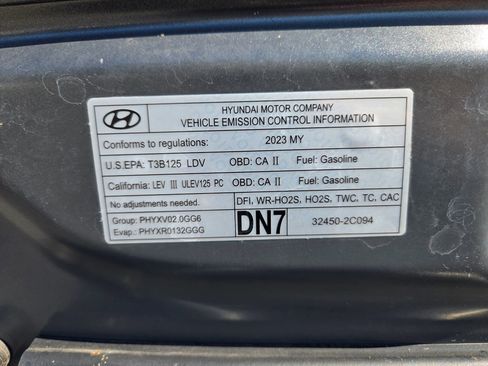 HYUNDAI MOTOR COMPANY
VEHICLE EMISSION CONTROL INFORMATION
Conforms to regulations: 2023 MY
U.S.EPA: T3B125 LDV OBD: CA II Fuel: Gasoline
California: LEV III ULEV125 PC OBD: CA II Fuel: Gasoline
No adjustments needed. DFI, WR-HO2S, HO2S, TWC, TC, CAC
Group: PHYXV02.0GG6
Evap.: PHYXR0132GGG
DN7
32450-2C094